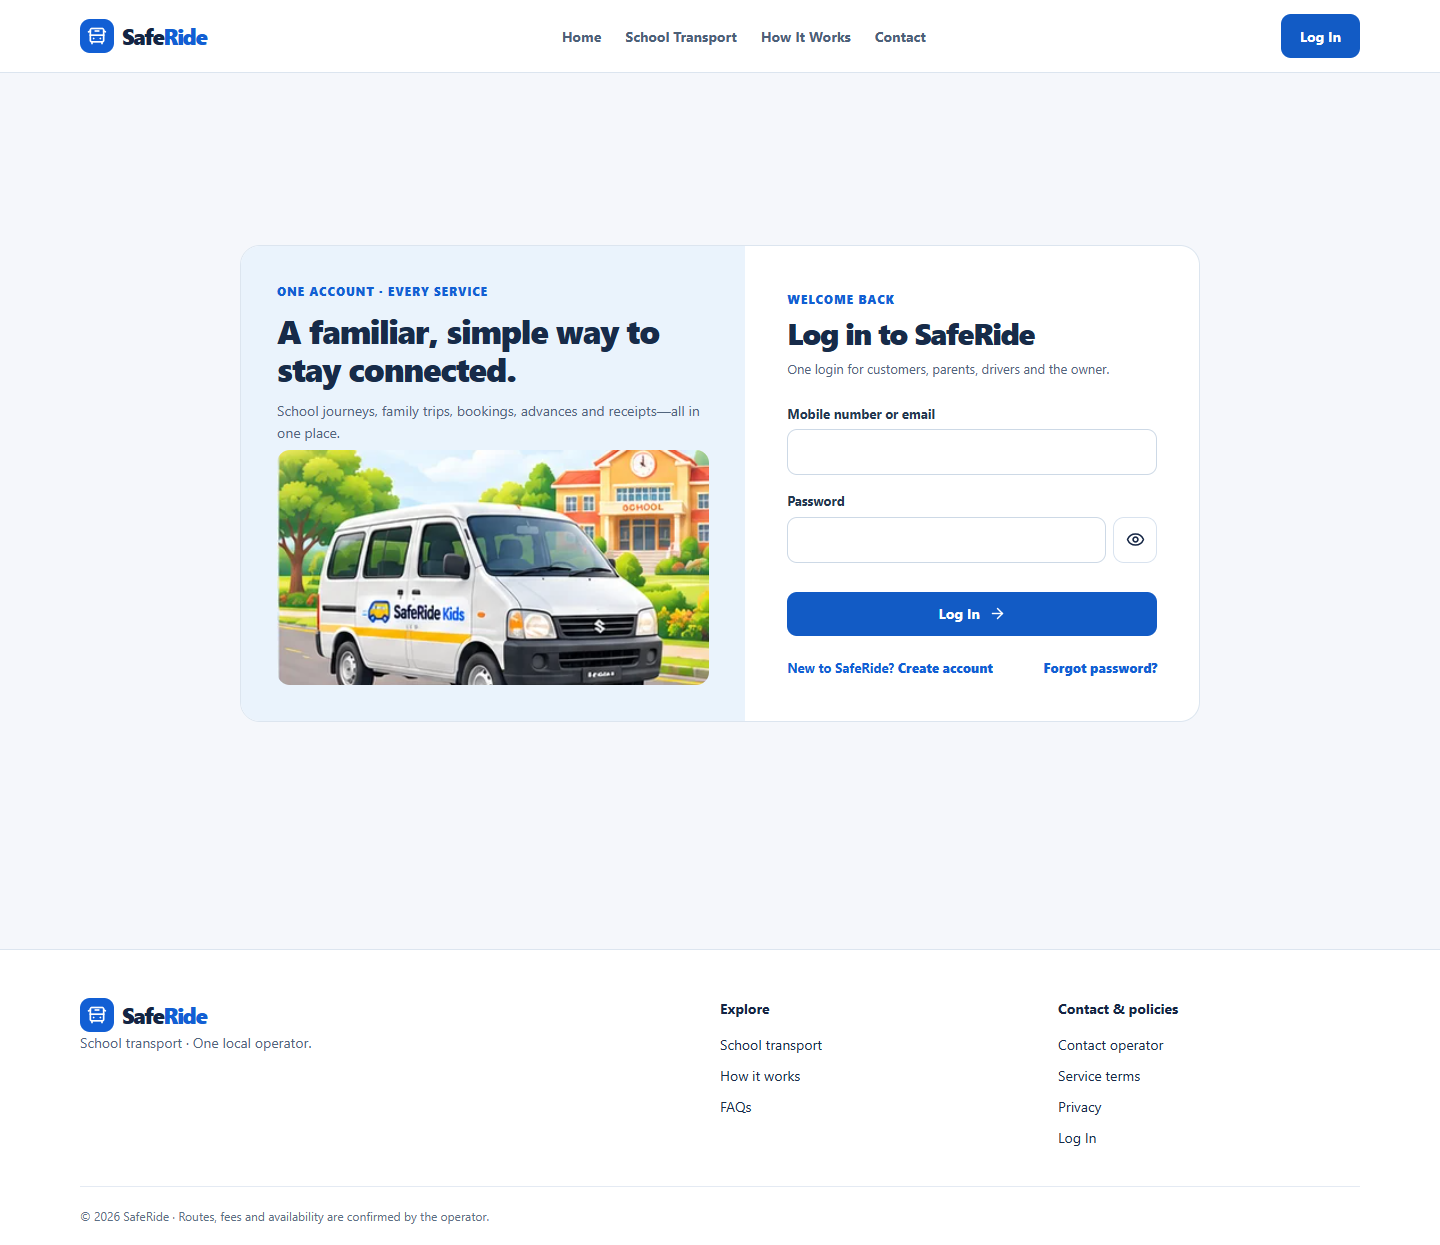 SafeRide
Home School Transport How It Works Contact
Log In
ONE ACCOUNT · EVERY SERVICE
A familiar, simple way to
stay connected.
School journeys, family trips, bookings, advances and receipts—all in
one place.
SCHOOL
SafeRide Kids
WELCOME BACK
Log in to SafeRide
One login for customers, parents, drivers and the owner.
Mobile number or email
Password
Log In
New to SafeRide? Create account
Forgot password?
SafeRide
School transport · One local operator.
Explore
School transport
How it works
FAQs
Contact & policies
Contact operator
Service terms
Privacy
Log In
© 2026 SafeRide · Routes, fees and availability are confirmed by the operator.